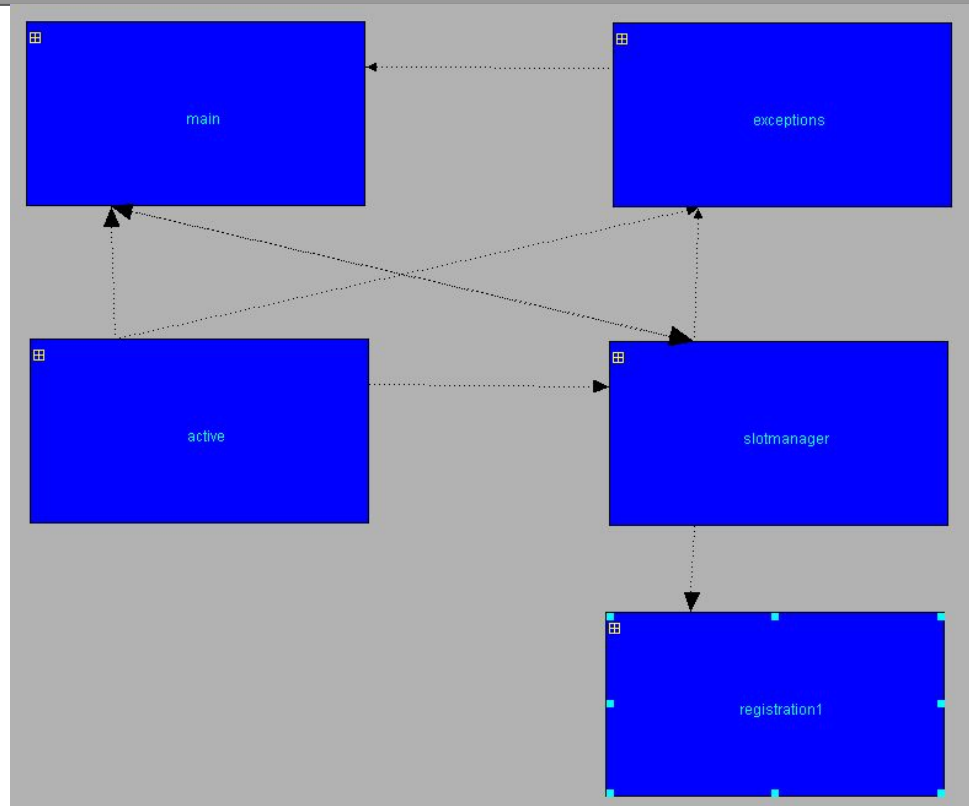 main
exceptions
active
slotmanager
registration1